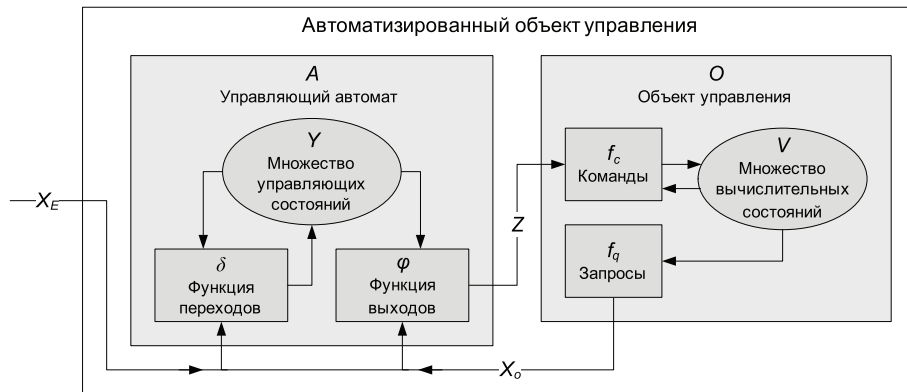 Автоматизированный объект управления
A
Управляющий автомат
Y
Множество
управляющих
состояний
δ
Функция
переходов
φ
Функция
выходов
X_E
Z
O
Объект управления
f_c
Команды
V
Множество
вычислительных
состояний
f_q
Запросы
X_o